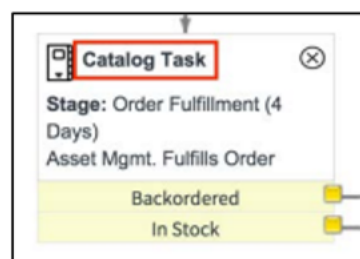 Catalog Task
Stage: Order Fulfillment (4
Days)
Asset Mgmt. Fulfills Order
Backordered
In Stock